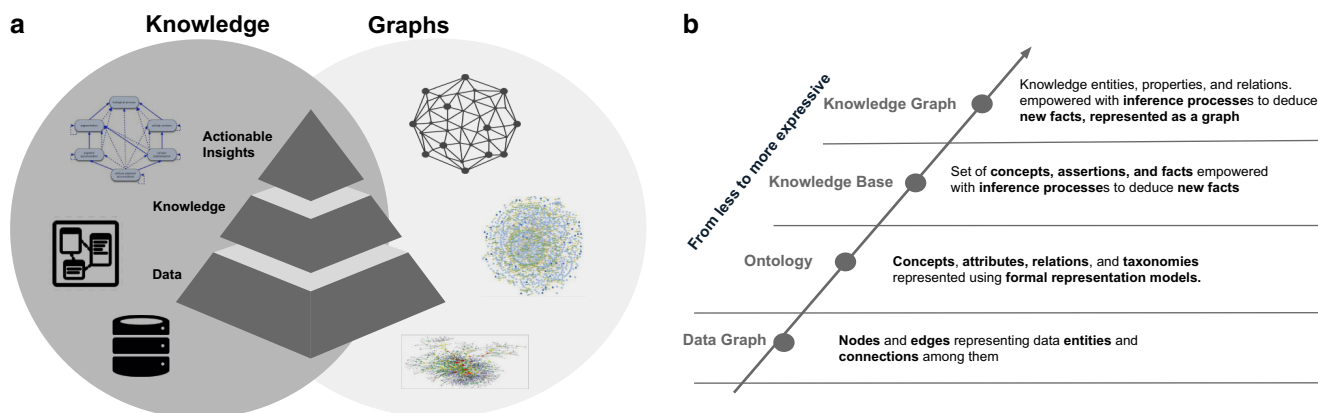 a
Knowledge
Graphs
Actionable
Insights
Knowledge
Data
b
From less to more expressive
Knowledge Graph
Knowledge entities, properties, and relations.
empowered with inference processes to deduce
new facts, represented as a graph
Knowledge Base
Set of concepts, assertions, and facts empowered
with inference processes to deduce new facts
Ontology
Concepts, attributes, relations, and taxonomies
represented using formal representation models.
Data Graph
Nodes and edges representing data entities and
connections among them